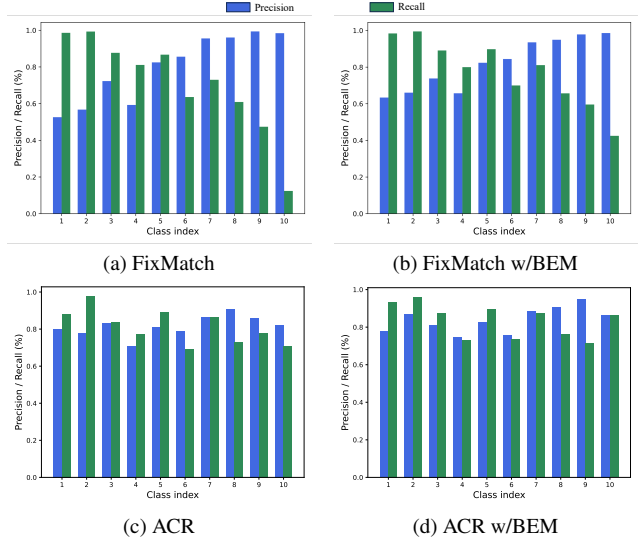 Precision
Recall
Precision / Recall (%)
1.0
0.8
0.6
0.4
0.2
0.0
1 2 3 4 5 6 7 8 9 10
Class index
(a) FixMatch
Precision / Recall (%)
1.0
0.8
0.6
0.4
0.2
0.0
1 2 3 4 5 6 7 8 9 10
Class index
(b) FixMatch w/BEM
Precision / Recall (%)
1.0
0.8
0.6
0.4
0.2
0.0
1 2 3 4 5 6 7 8 9 10
Class index
(c) ACR
Precision / Recall (%)
1.0
0.8
0.6
0.4
0.2
0.0
1 2 3 4 5 6 7 8 9 10
Class index
(d) ACR w/BEM